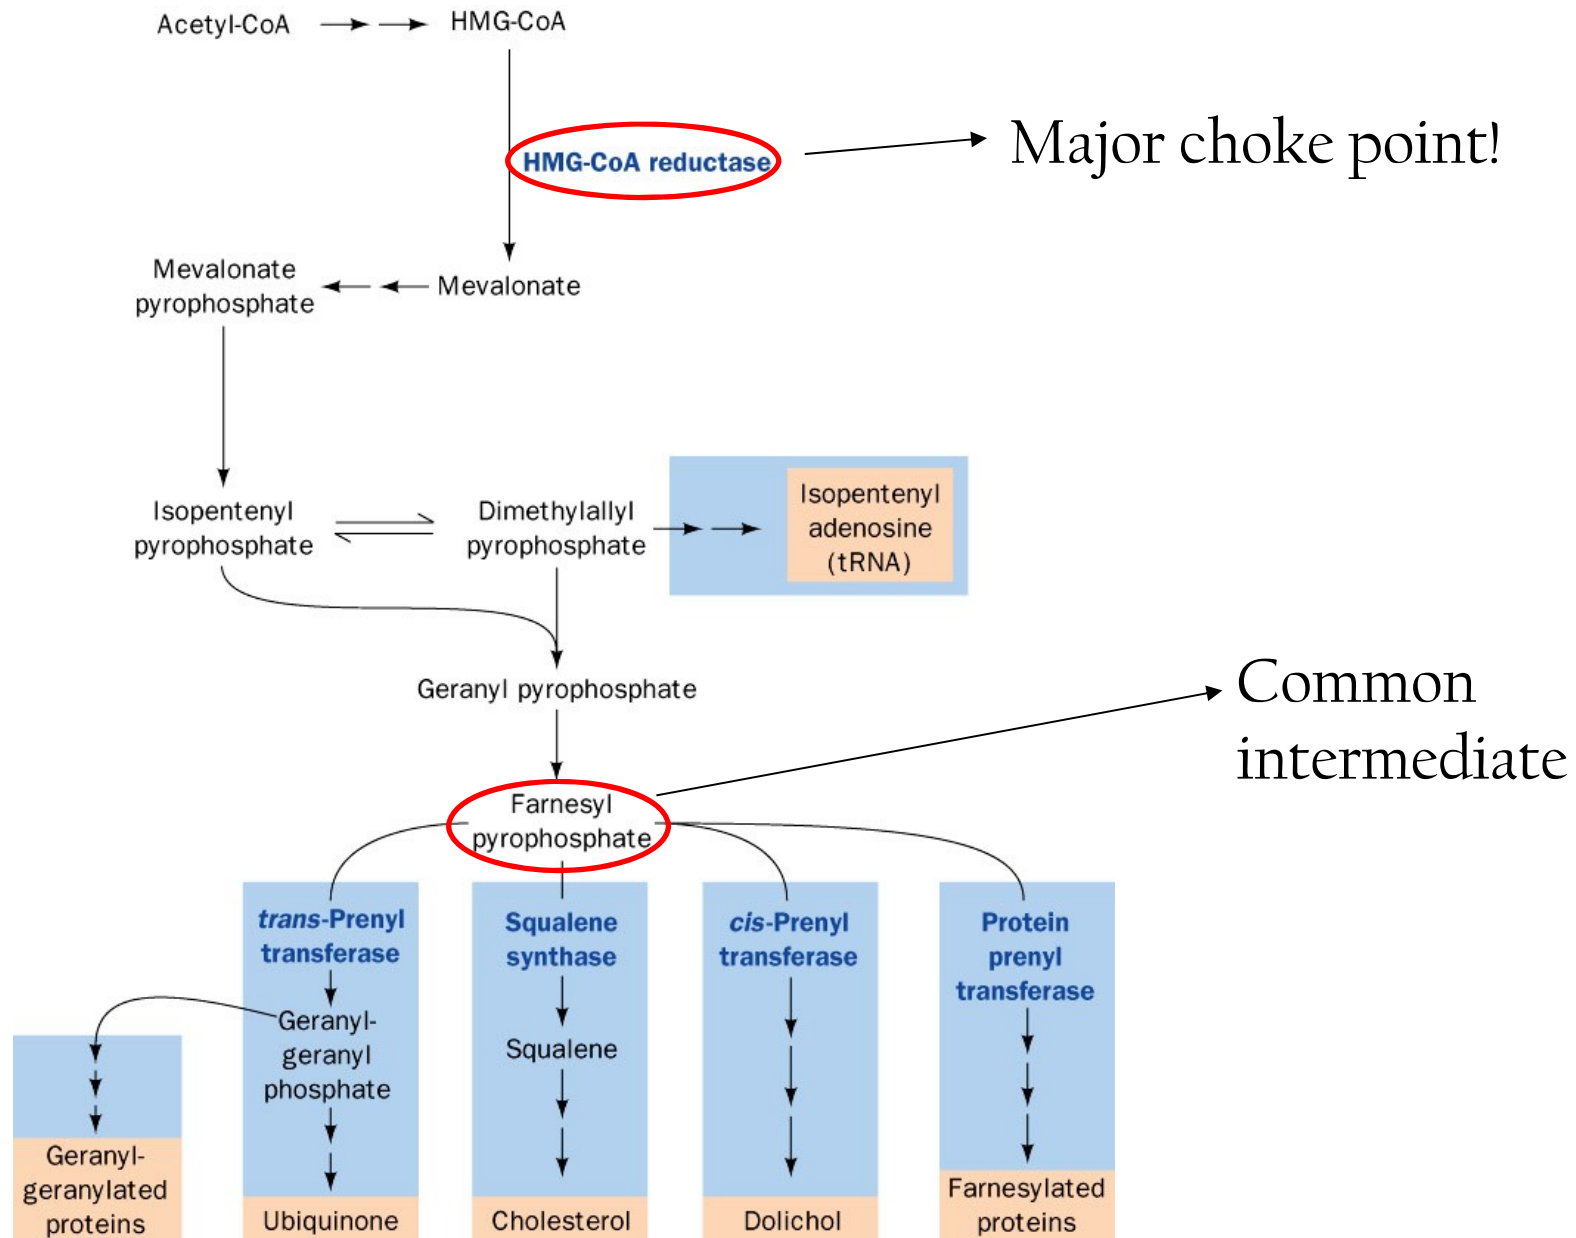 Acetyl-CoA
HMG-CoA
HMG-CoA reductase
Major choke point!
Mevalonate
pyrophosphate
Mevalonate
Isopentenyl
pyrophosphate
Dimethylallyl
pyrophosphate
Isopentenyl
adenosine
(tRNA)
Geranyl pyrophosphate
Common
intermediate
Farnesyl
pyrophosphate
trans-Prenyl
transferase
Geranyl-
geranyl
phosphate
Squalene
synthase
Squalene
cis-Prenyl
transferase
Protein
prenyl
transferase
Geranyl-
geranylated
proteins
Ubiquinone
Cholesterol
Dolichol
Farnesylated
proteins